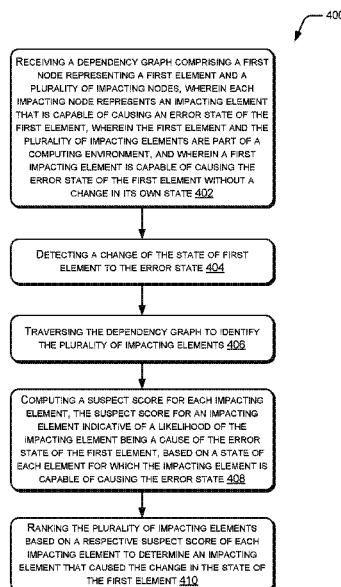 400
RECEIVING A DEPENDENCY GRAPH COMPRISING A FIRST
NODE REPRESENTING A FIRST ELEMENT AND A
PLURALITY OF IMPACTING NODES, WHEREIN EACH
IMPACTING NODE REPRESENTS AN IMPACTING ELEMENT
THAT IS CAPABLE OF CAUSING AN ERROR STATE OF THE
FIRST ELEMENT, WHEREIN THE FIRST ELEMENT AND THE
PLURALITY OF IMPACTING ELEMENTS ARE PART OF A
COMPUTING ENVIRONMENT, AND WHEREIN A FIRST
IMPACTING ELEMENT IS CAPABLE OF CAUSING THE
ERROR STATE OF THE FIRST ELEMENT WITHOUT A
CHANGE IN ITS OWN STATE 402
DETECTING A CHANGE OF THE STATE OF FIRST
ELEMENT TO THE ERROR STATE 404
TRAVERSING THE DEPENDENCY GRAPH TO IDENTIFY
THE PLURALITY OF IMPACTING ELEMENTS 406
COMPUTING A SUSPECT SCORE FOR EACH IMPACTING
ELEMENT, THE SUSPECT SCORE FOR AN IMPACTING
ELEMENT INDICATIVE OF A LIKELIHOOD OF THE
IMPACTING ELEMENT BEING A CAUSE OF THE ERROR
STATE OF THE FIRST ELEMENT, BASED ON A STATE OF
EACH ELEMENT FOR WHICH THE IMPACTING ELEMENT IS
CAPABLE OF CAUSING THE ERROR STATE 408
RANKING THE PLURALITY OF IMPACTING ELEMENTS
BASED ON A RESPECTIVE SUSPECT SCORE OF EACH
IMPACTING ELEMENT TO DETERMINE AN IMPACTING
ELEMENT THAT CAUSED THE CHANGE IN THE STATE OF
THE FIRST ELEMENT 410